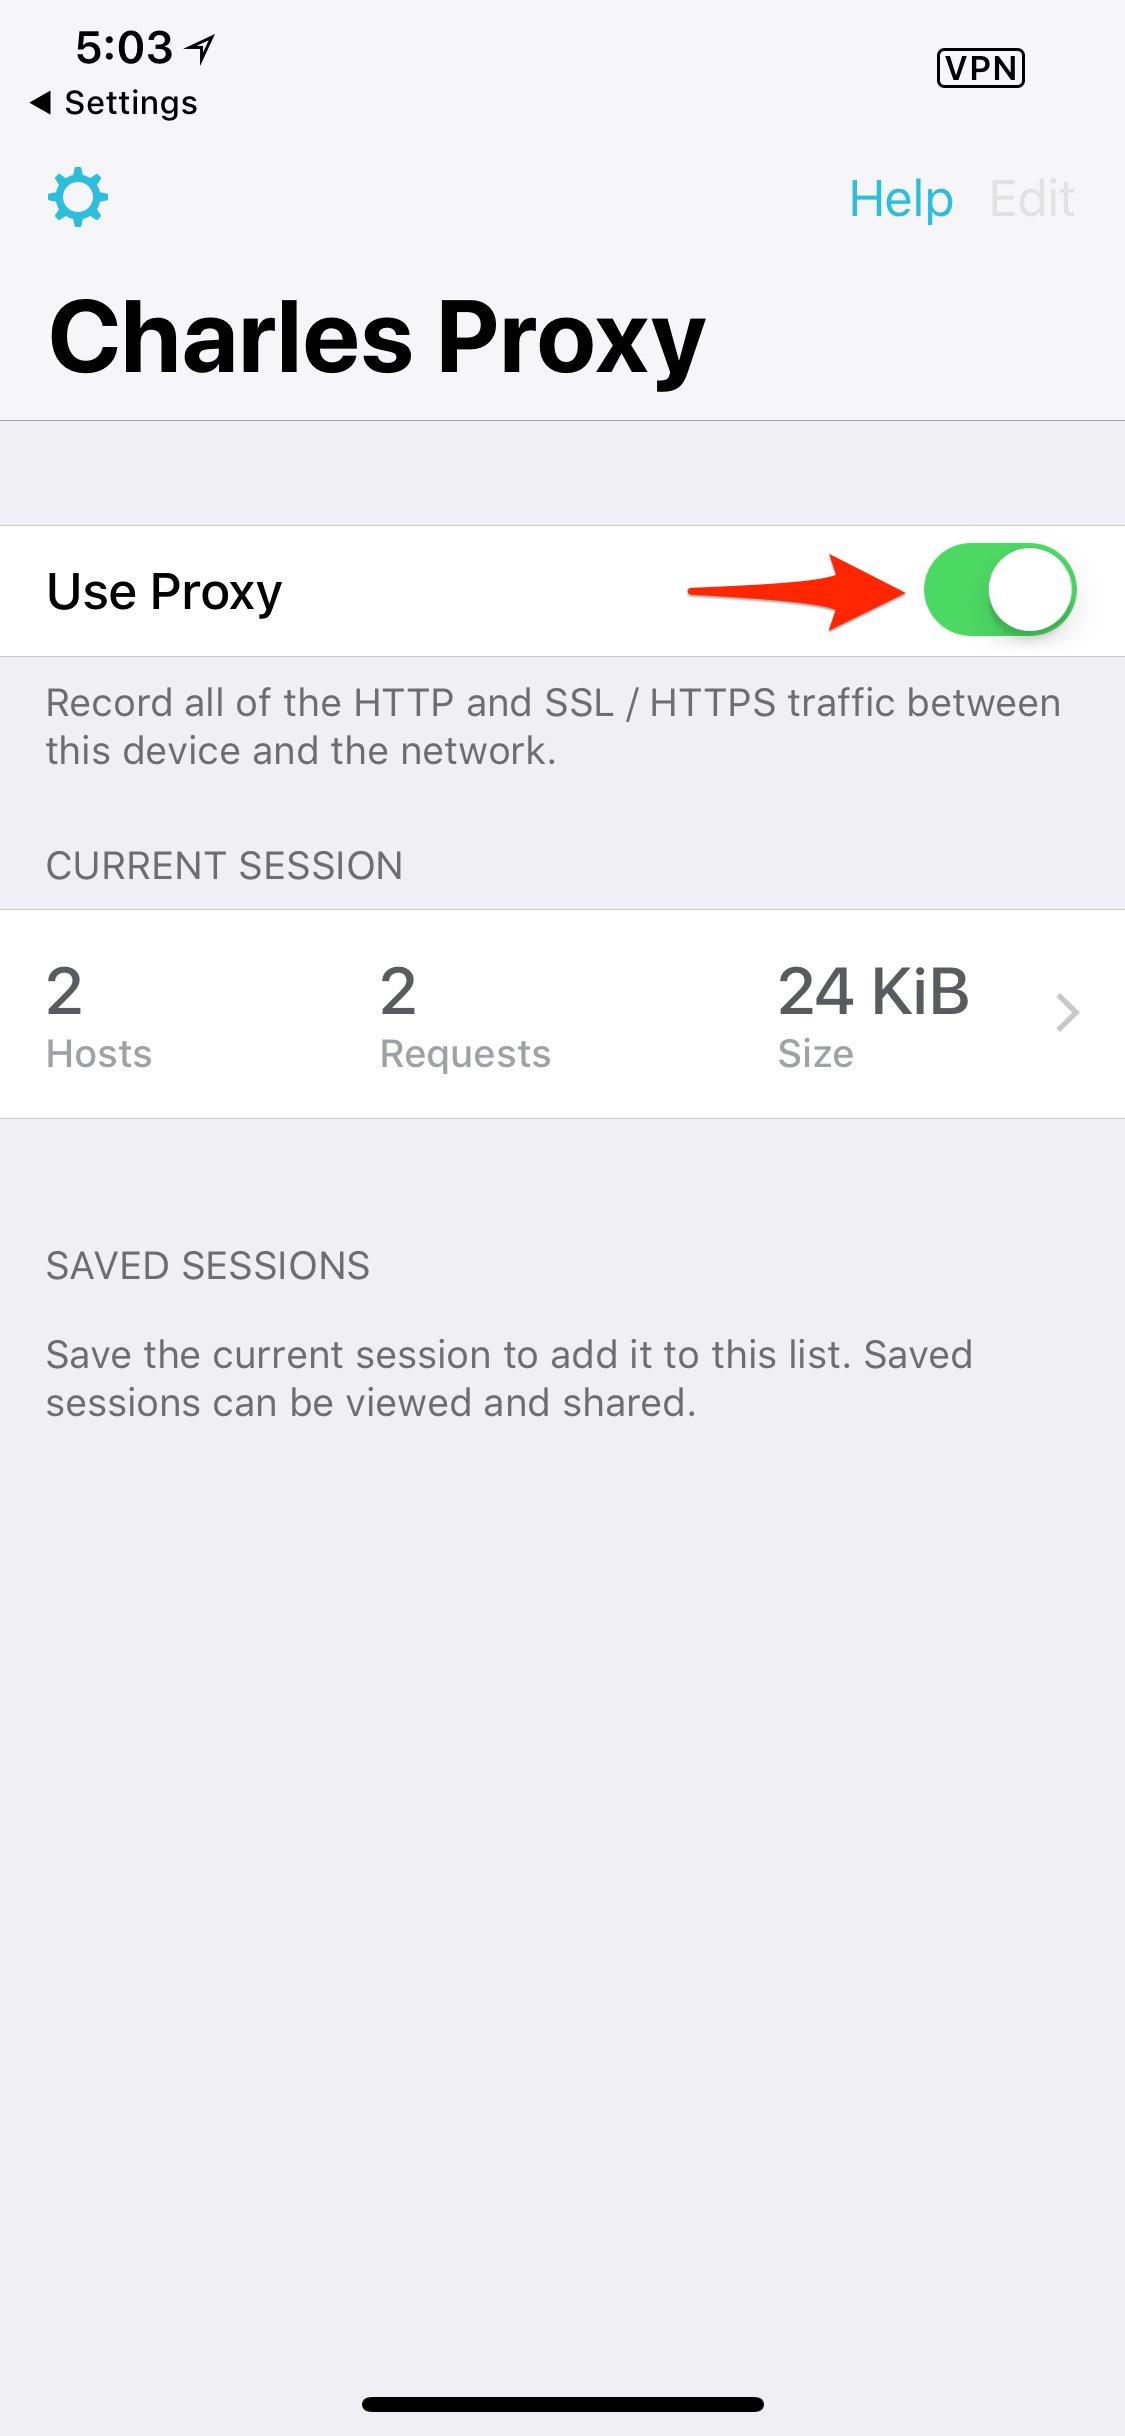 5:03
VPN
Settings
Help
Edit
Charles Proxy
Use Proxy
Record all of the HTTP and SSL / HTTPS traffic between
this device and the network.
CURRENT SESSION
2 2 24 KiB
Hosts Requests Size
SAVED SESSIONS
Save the current session to add it to this list. Saved
sessions can be viewed and shared.